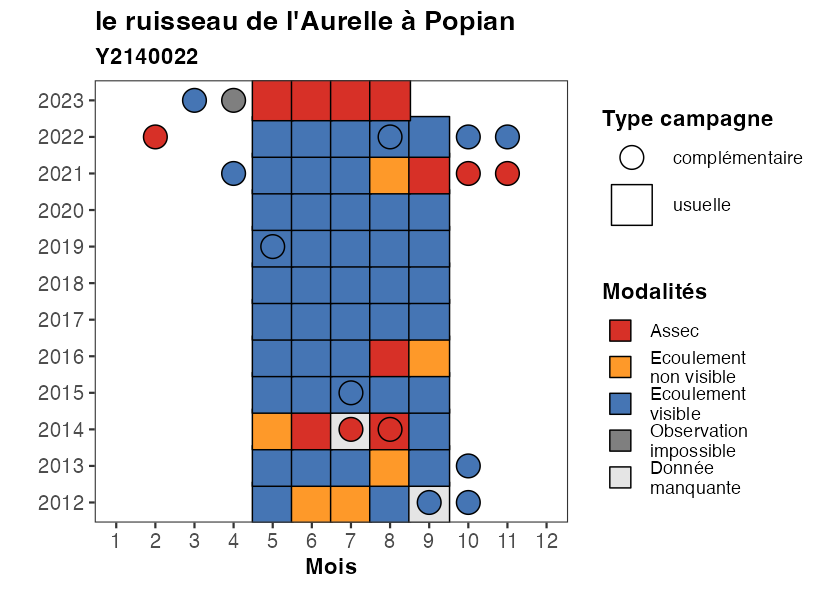 le ruisseau de l'Aurelle à Popian
Y2140022
2023
2022
2021
2020
2019
2018
2017
2016
2015
2014
2013
2012
1 2 3 4 5 6 7 8 9 10 11 12
Mois
Type campagne
complémentaire
usuelle
Modalités
Assec
Ecoulement
non visible
Ecoulement
visible
Observation
impossible
Donnée
manquante